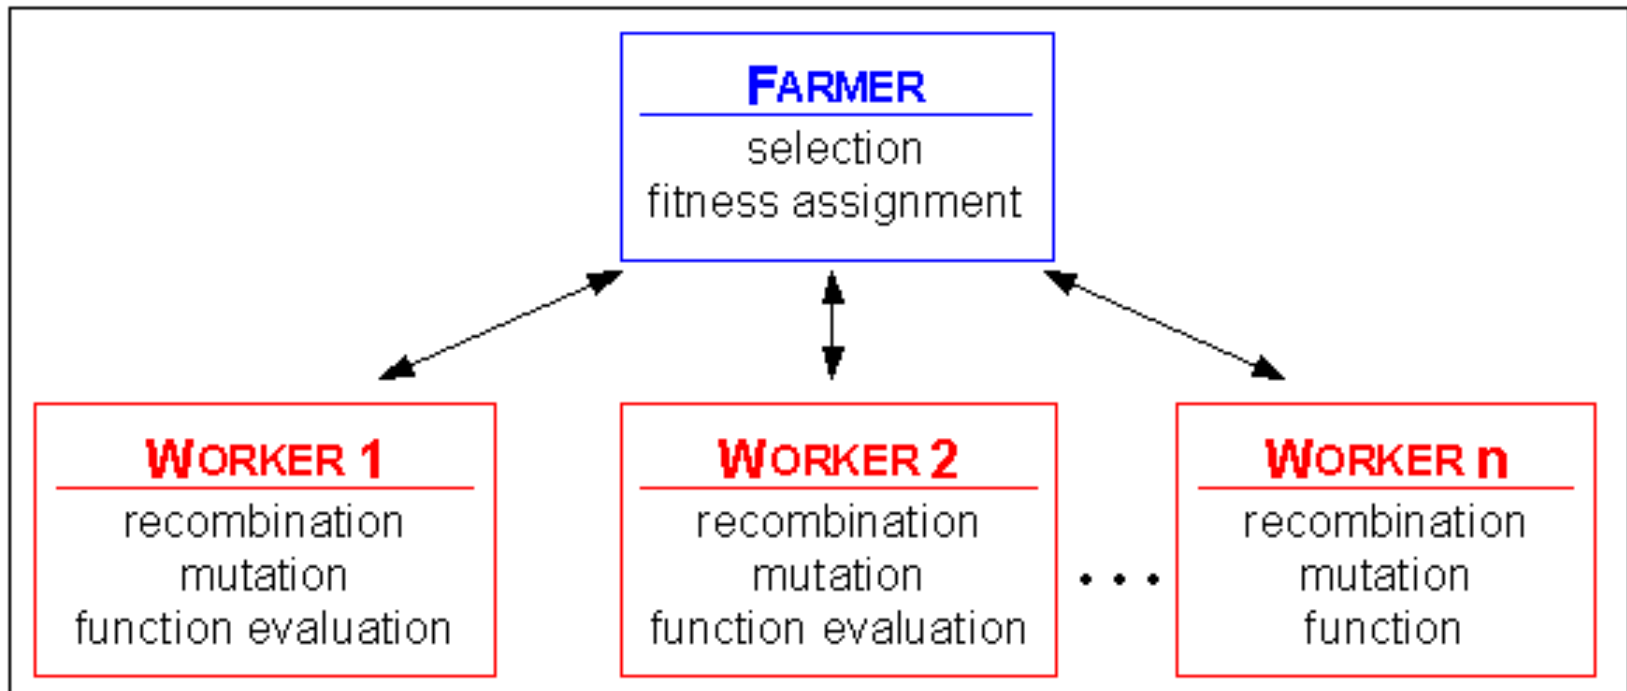 FARMER
selection
fitness assignment
WORKER 1
recombination
mutation
function evaluation
WORKER 2
recombination
mutation
function evaluation
...
WORKER n
recombination
mutation
function